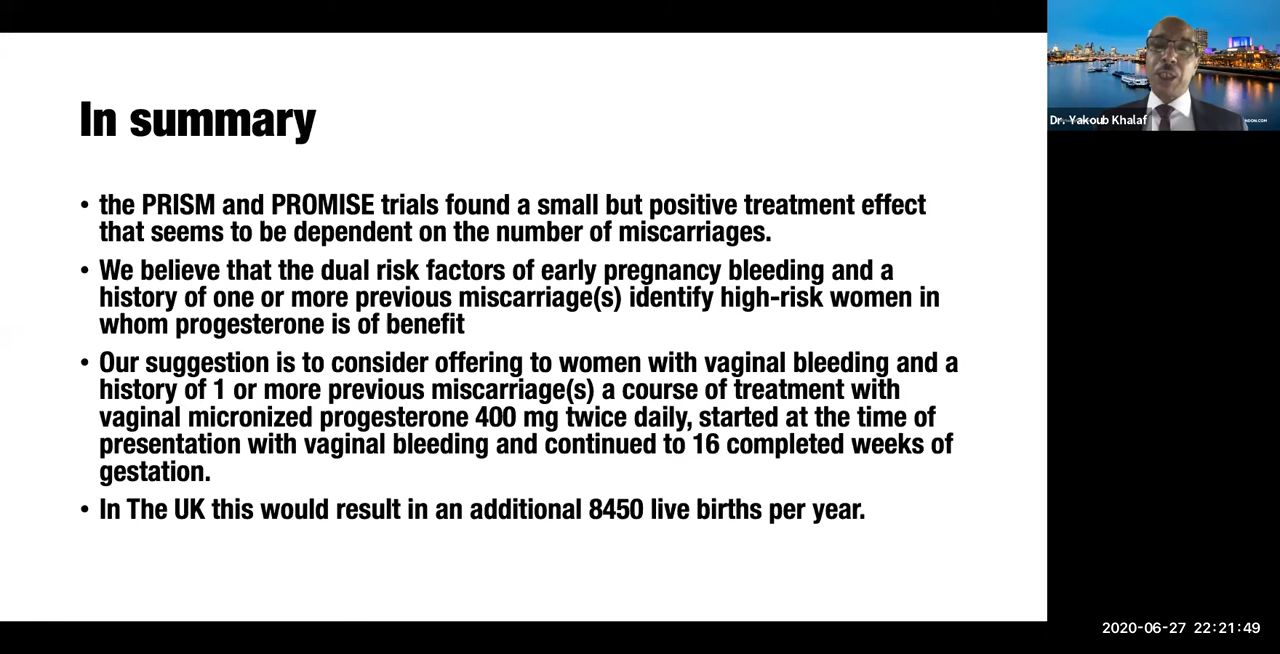 In summary
• the PRISM and PROMISE trials found a small but positive treatment effect
that seems to be dependent on the number of miscarriages.
• We believe that the dual risk factors of early pregnancy bleeding and a
history of one or more previous miscarriage(s) identify high-risk women in
whom progesterone is of benefit
• Our suggestion is to consider offering to women with vaginal bleeding and a
history of 1 or more previous miscarriage(s) a course of treatment with
vaginal micronized progesterone 400 mg twice daily, started at the time of
presentation with vaginal bleeding and continued to 16 completed weeks of
gestation.
• In The UK this would result in an additional 8450 live births per year.
Dr. Yakoub Khalaf
2020-06-27 22:21:49